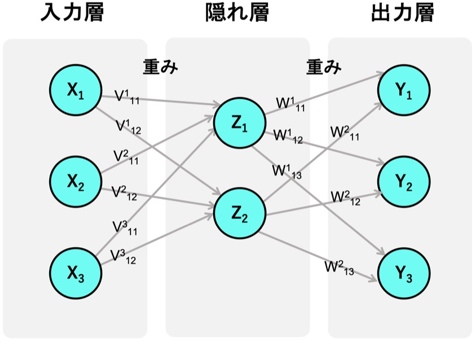 入力層
隠れ層
出力層
重み
重み
X₁
X₂
X₃
V¹₁₁
V¹₁₂
V²₁₁
V²₁₂
V³₁₁
V³₁₂
Z₁
Z₂
W¹₁₁
W¹₁₂
W¹₁₃
W²₁₁
W²₁₂
W²₁₃
Y₁
Y₂
Y₃